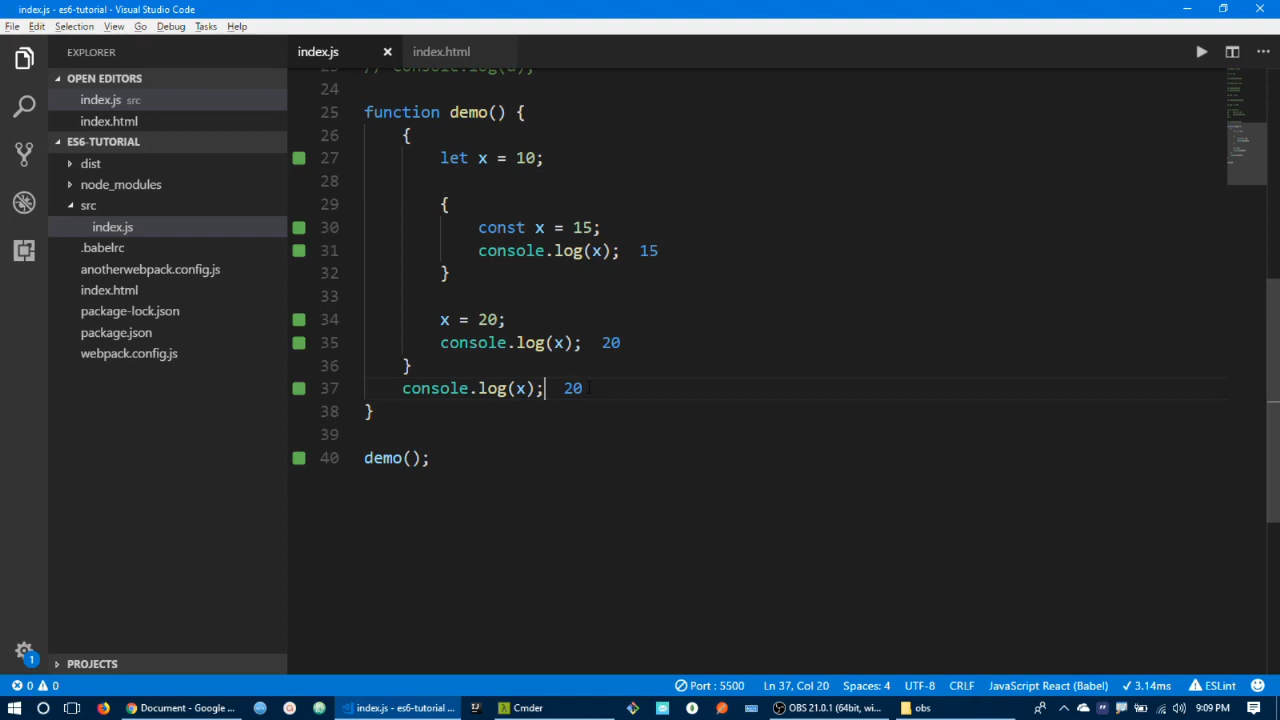 index.js - es6-tutorial - Visual Studio Code
File Edit Selection View Go Debug Tasks Help
EXPLORER
OPEN EDITORS
index.js src
index.html
ES6-TUTORIAL
dist
node_modules
src
index.js
.babelrc
anotherwebpack.config.js
index.html
package-lock.json
package.json
webpack.config.js
PROJECTS
index.js index.html
24
25 function demo() {
26 {
27 let x = 10;
28
29 {
30 const x = 15;
31 console.log(x); 15
32 }
33
34 x = 20;
35 console.log(x); 20
36 }
37 console.log(x); 20
38 }
39
40 demo();
1
0 0 Port : 5500 Ln 37, Col 20 Spaces: 4 UTF-8 CRLF JavaScript React (Babel) ✓ 3.14ms ESLint
Document - Google ... index.js - es6-tutorial ... Cmder OBS 21.0.1 (64bit, wi... obs 9:09 PM